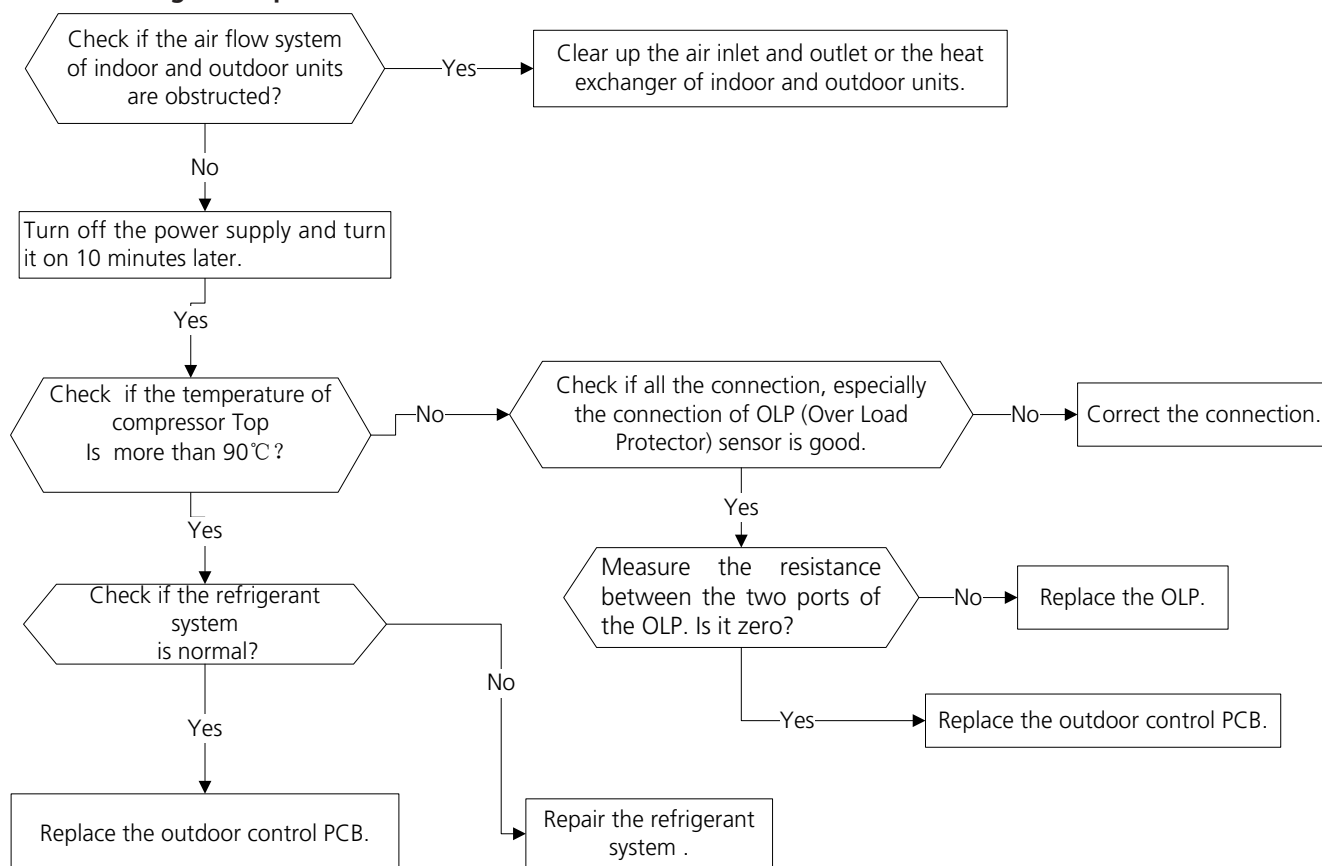 Check if the air flow system
of indoor and outdoor units
are obstructed?
Yes
Clear up the air inlet and outlet or the heat
exchanger of indoor and outdoor units.
No
Turn off the power supply and turn
it on 10 minutes later.
Yes
Check if the temperature of
compressor Top
Is more than 90℃？
No
Check if all the connection, especially
the connection of OLP (Over Load
Protector) sensor is good.
No
Correct the connection.
Yes
Yes
Measure the resistance
between the two ports of
the OLP. Is it zero?
No
Replace the OLP.
Check if the refrigerant
system
is normal?
No
Yes
Replace the outdoor control PCB.
Yes
Replace the outdoor control PCB.
Repair the refrigerant
system .